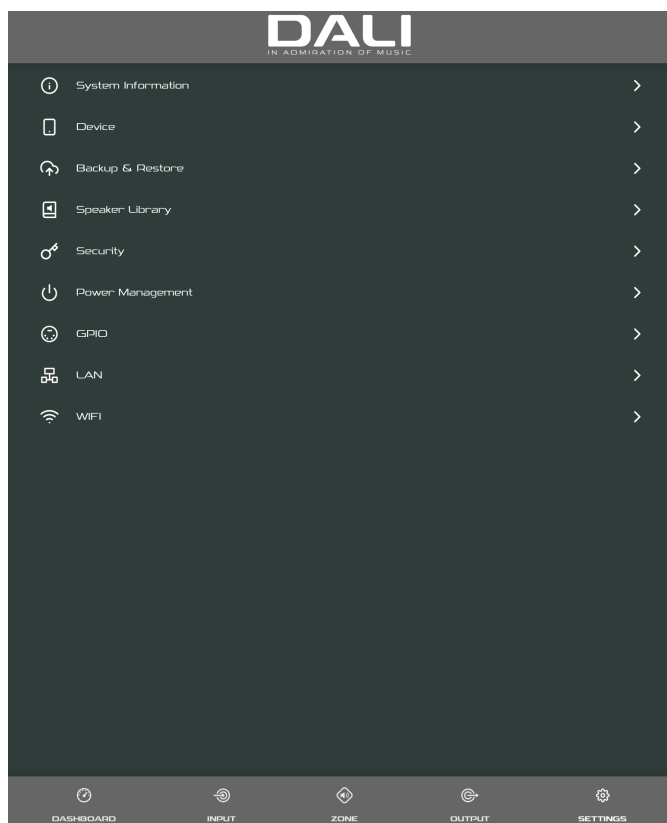 DALI
IN ADMIRATION OF MUSIC
System Information
Device
Backup & Restore
Speaker Library
Security
Power Management
GPIO
LAN
WIFI
DASHBOARD INPUT ZONE OUTPUT SETTINGS